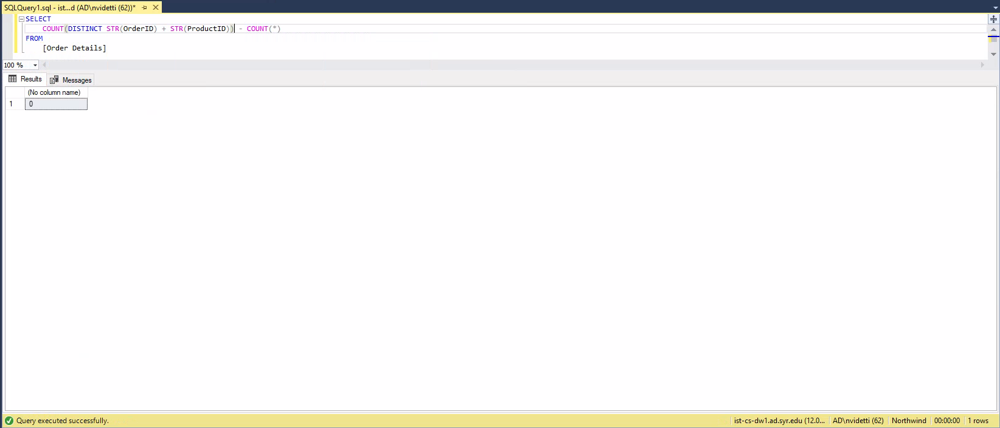 SQLQuery1.sql - ist...d (AD\nvidetti (62))*
SELECT
COUNT(DISTINCT STR(OrderID) + STR(ProductID)) - COUNT(*)
FROM
[Order Details]
100 %
Results Messages
(No column name)
1 0
Query executed successfully. ist-cs-dw1.ad.syr.edu (12.0... AD\nvidetti (62) Northwind 00:00:00 1 rows